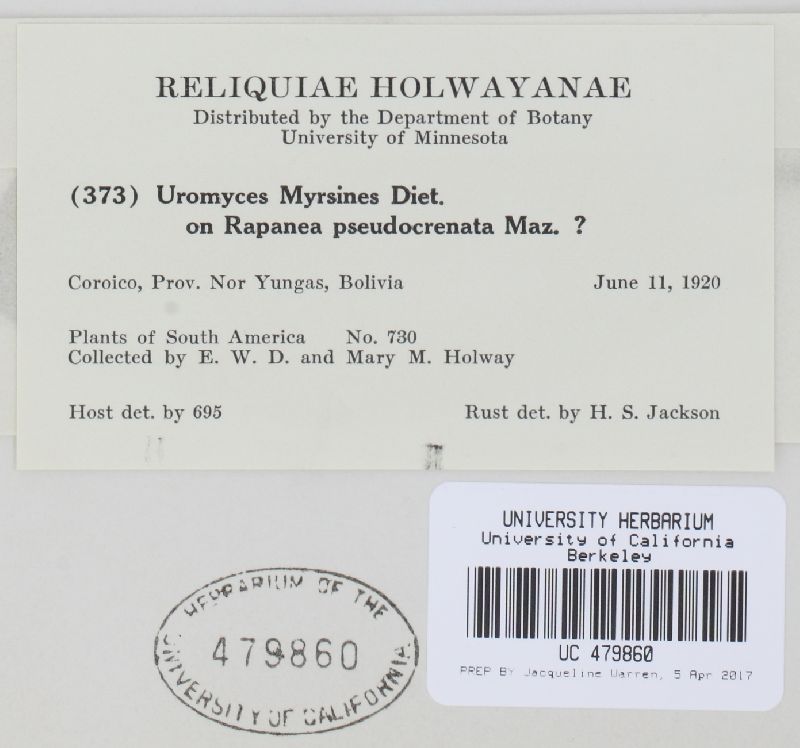 RELIQUIAE HOLWAYANAE
Distributed by the Department of Botany
University of Minnesota
(373) Uromyces Myrsines Diet.
on Rapanea pseudocrenata Maz. ?
Coroico, Prov. Nor Yungas, Bolivia June 11, 1920
Plants of South America No. 730
Collected by E. W. D. and Mary M. Holway
Host det. by 695 Rust det. by H. S. Jackson
UNIVERSITY HERBARIUM
University of California
Berkeley
UC 479860
PREP BY Jacqueline Warren, 5 Apr 2017
HERBARIUM OF THE
479860
UNIVERSITY OF CALIFORNIA